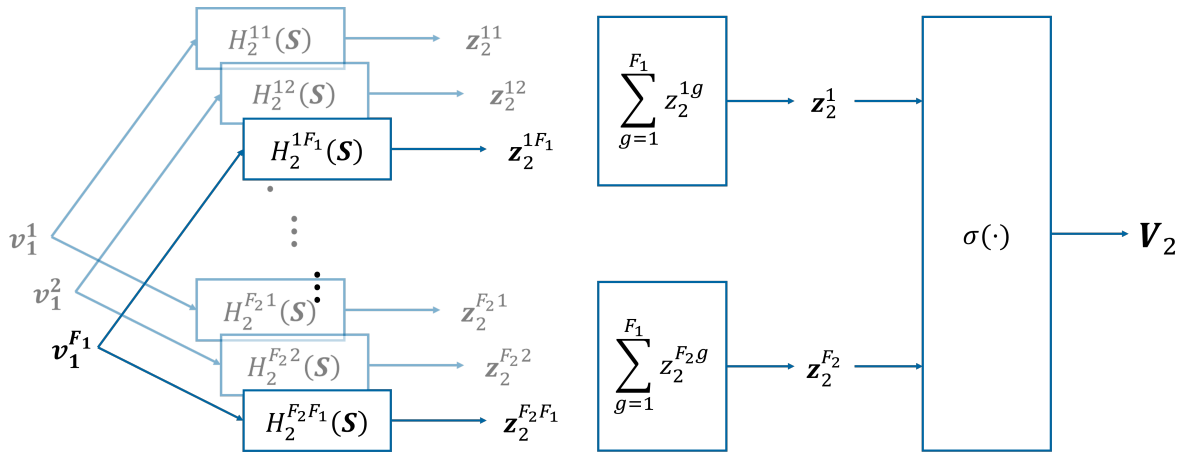 H_2^{11}(S) z_2^{11}
H_2^{12}(S) z_2^{12}
H_2^{1F_1}(S) z_2^{1F_1}
\sum_{g=1}^{F_1} z_2^{1g} z_2^1
v_1^1
v_1^2
v_1^{F_1}
H_2^{F_2 1}(S) z_2^{F_2 1}
H_2^{F_2 2}(S) z_2^{F_2 2}
H_2^{F_2 F_1}(S) z_2^{F_2 F_1}
\sum_{g=1}^{F_1} z_2^{F_2 g} z_2^{F_2}
σ(·)
V_2